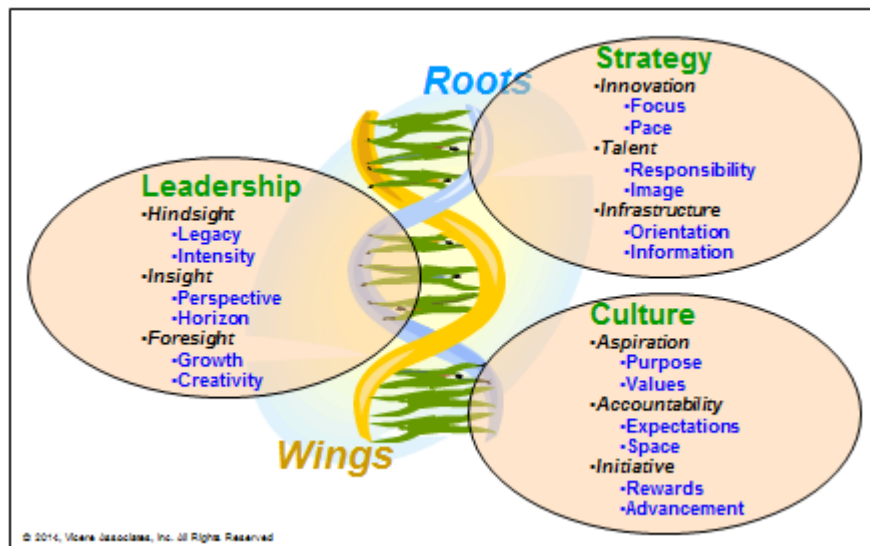 Roots
Strategy
•Innovation
•Focus
•Pace
•Talent
•Responsibility
•Image
•Infrastructure
•Orientation
•Information
Leadership
•Hindsight
•Legacy
•Intensity
•Insight
•Perspective
•Horizon
•Foresight
•Growth
•Creativity
Culture
•Aspiration
•Purpose
•Values
•Accountability
•Expectations
•Space
•Initiative
•Rewards
•Advancement
Wings
© 2014, Vicere Associates, Inc. All Rights Reserved